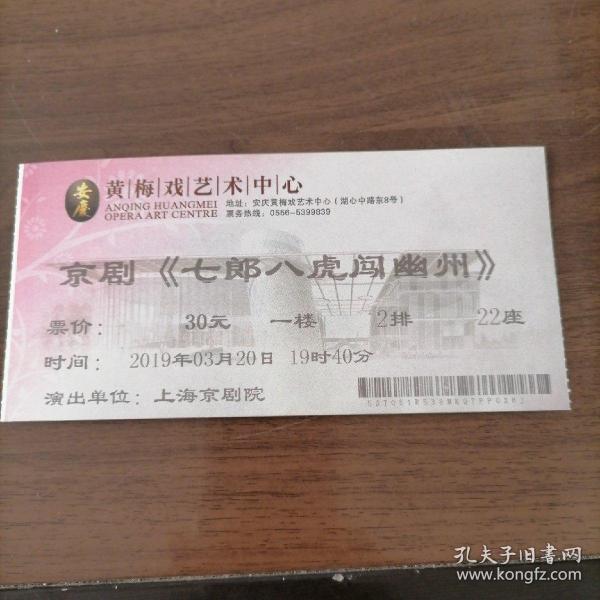 安慶
黄梅戏艺术中心
ANQING HUANGMEI
OPERA ART CENTRE
地址：安庆黄梅戏艺术中心（湖心中路东8号）
票务热线：0556-5399839
京剧《七郎八虎闯幽州》
票价： 30元 一楼 2排 22座
时间： 2019年03月20日 19时40分
演出单位：上海京剧院
孔夫子旧书网
www.kongfz.com